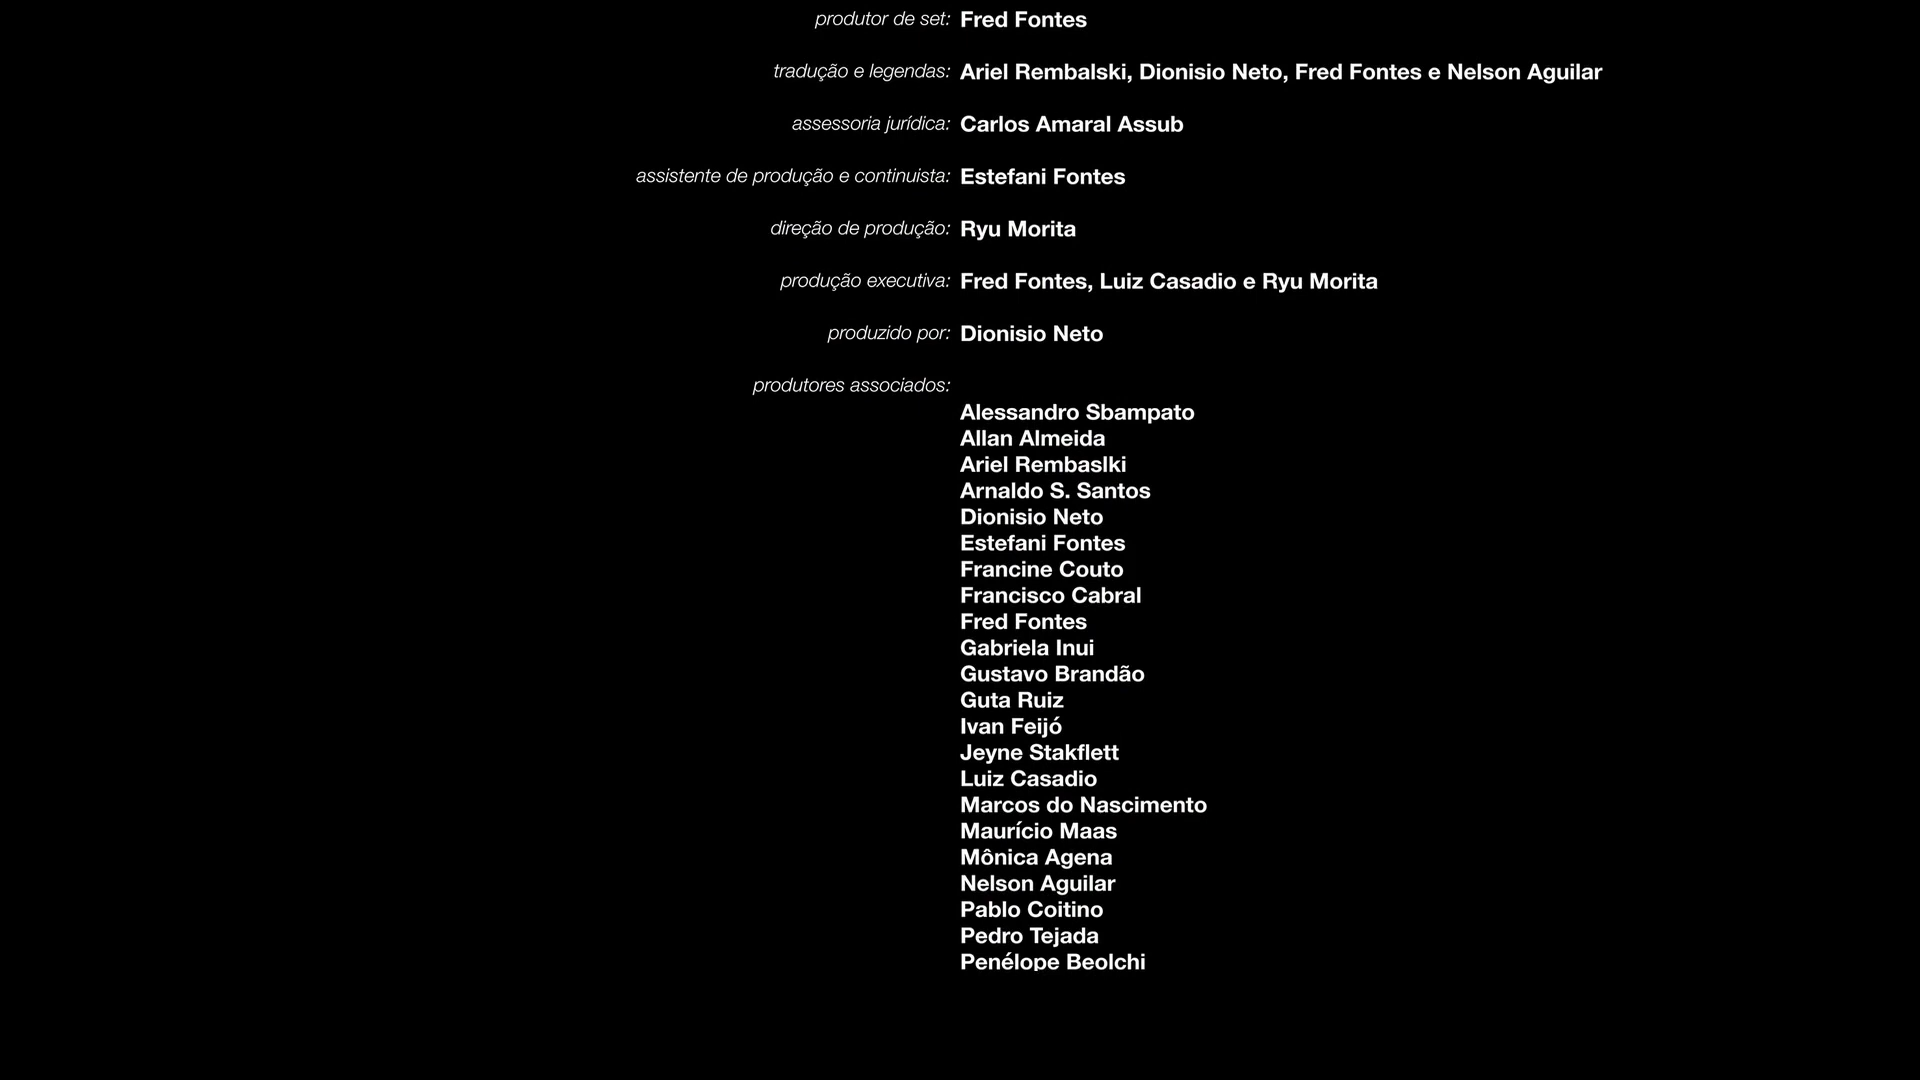 produtor de set: Fred Fontes
tradução e legendas: Ariel Rembalski, Dionisio Neto, Fred Fontes e Nelson Aguilar
assessoria jurídica: Carlos Amaral Assub
assistente de produção e continuista: Estefani Fontes
direção de produção: Ryu Morita
produção executiva: Fred Fontes, Luiz Casadio e Ryu Morita
produzido por: Dionisio Neto
produtores associados:
Alessandro Sbampato
Allan Almeida
Ariel Rembaslki
Arnaldo S. Santos
Dionisio Neto
Estefani Fontes
Francine Couto
Francisco Cabral
Fred Fontes
Gabriela Inui
Gustavo Brandão
Guta Ruiz
Ivan Feijó
Jeyne Stakflett
Luiz Casadio
Marcos do Nascimento
Maurício Maas
Mônica Agena
Nelson Aguilar
Pablo Coitino
Pedro Tejada
Penélope Beolchi